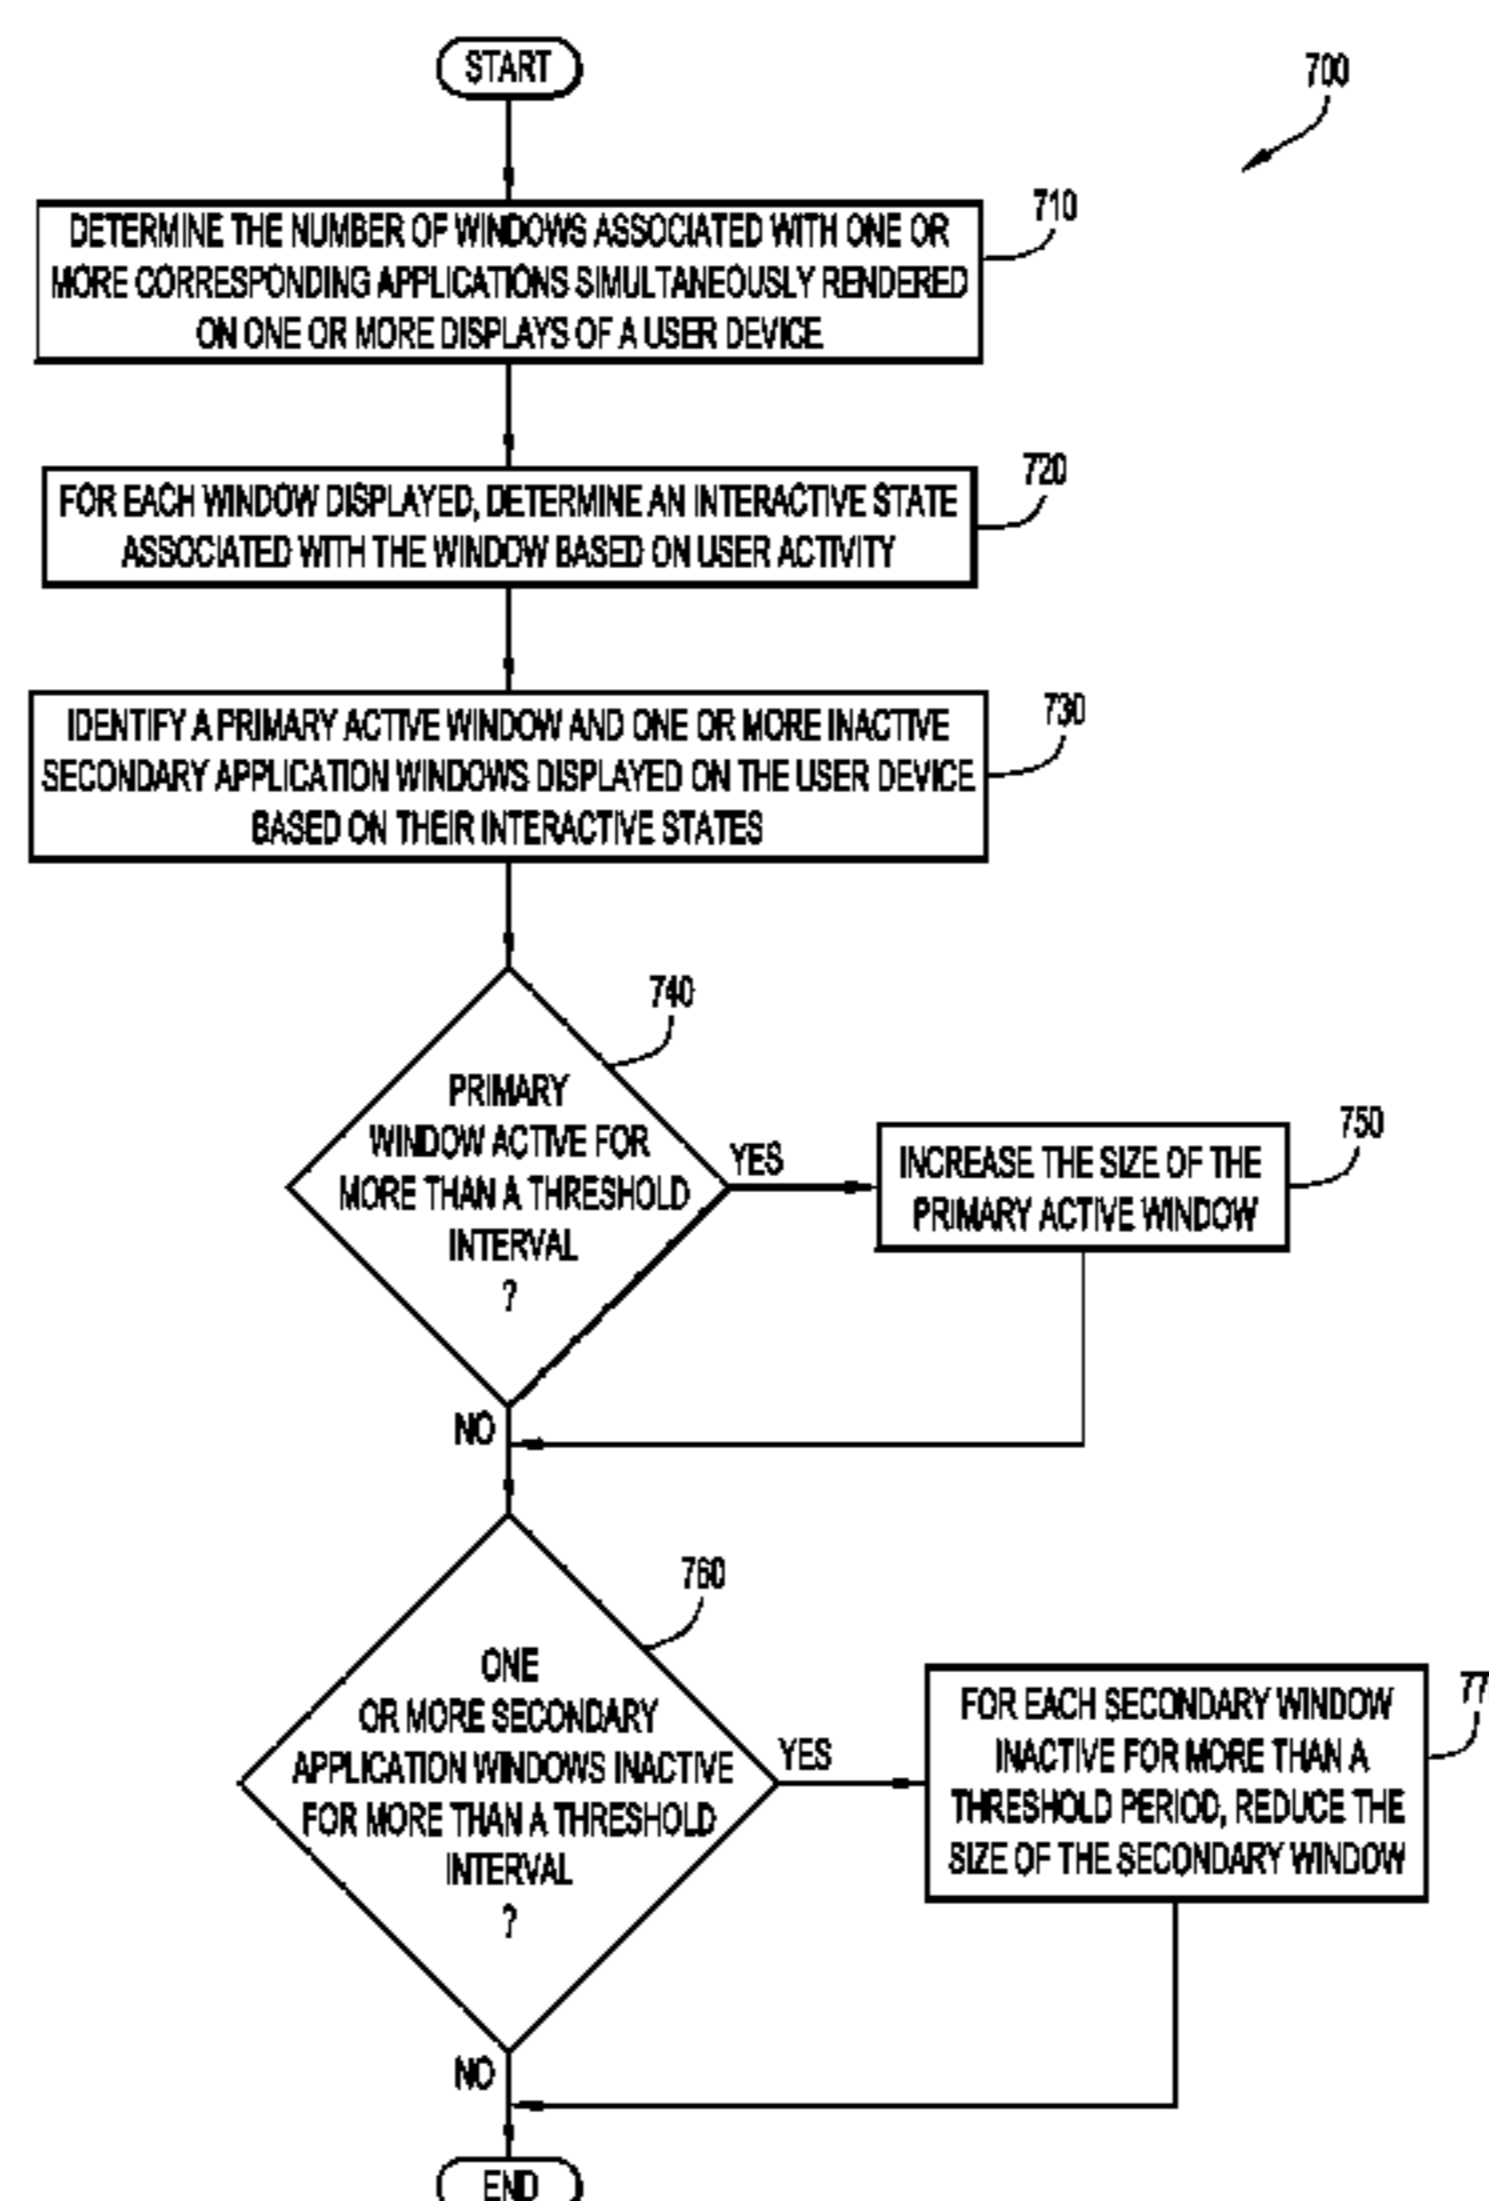 START
700
710
DETERMINE THE NUMBER OF WINDOWS ASSOCIATED WITH ONE OR
MORE CORRESPONDING APPLICATIONS SIMULTANEOUSLY RENDERED
ON ONE OR MORE DISPLAYS OF A USER DEVICE
720
FOR EACH WINDOW DISPLAYED, DETERMINE AN INTERACTIVE STATE
ASSOCIATED WITH THE WINDOW BASED ON USER ACTIVITY
730
IDENTIFY A PRIMARY ACTIVE WINDOW AND ONE OR MORE INACTIVE
SECONDARY APPLICATION WINDOWS DISPLAYED ON THE USER DEVICE
BASED ON THEIR INTERACTIVE STATES
740
PRIMARY
WINDOW ACTIVE FOR
MORE THAN A THRESHOLD
INTERVAL
?
YES
750
INCREASE THE SIZE OF THE
PRIMARY ACTIVE WINDOW
NO
760
ONE
OR MORE SECONDARY
APPLICATION WINDOWS INACTIVE
FOR MORE THAN A THRESHOLD
INTERVAL
?
YES
FOR EACH SECONDARY WINDOW
INACTIVE FOR MORE THAN A
THRESHOLD PERIOD, REDUCE THE
SIZE OF THE SECONDARY WINDOW
NO
END